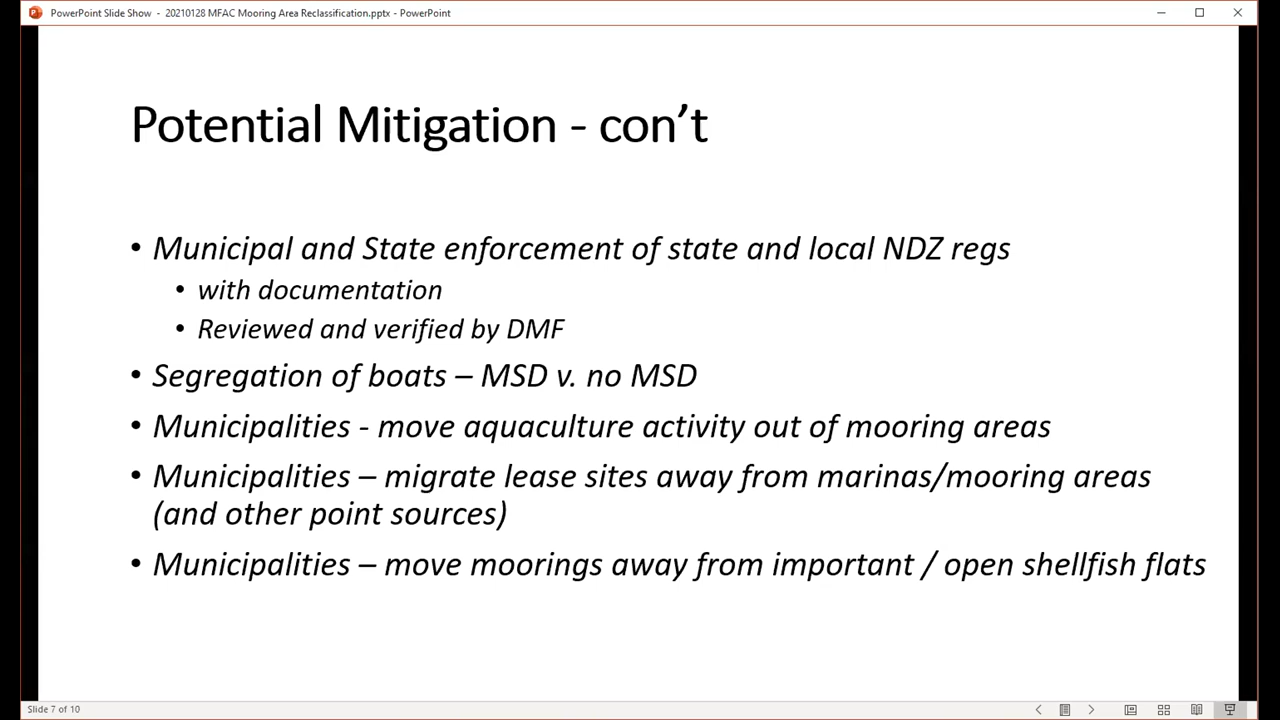 PowerPoint Slide Show - 20210128 MFAC Mooring Area Reclassification.pptx - PowerPoint
Potential Mitigation - con’t
• Municipal and State enforcement of state and local NDZ regs
• with documentation
• Reviewed and verified by DMF
• Segregation of boats – MSD v. no MSD
• Municipalities - move aquaculture activity out of mooring areas
• Municipalities – migrate lease sites away from marinas/mooring areas
(and other point sources)
• Municipalities – move moorings away from important / open shellfish flats
Slide 7 of 10